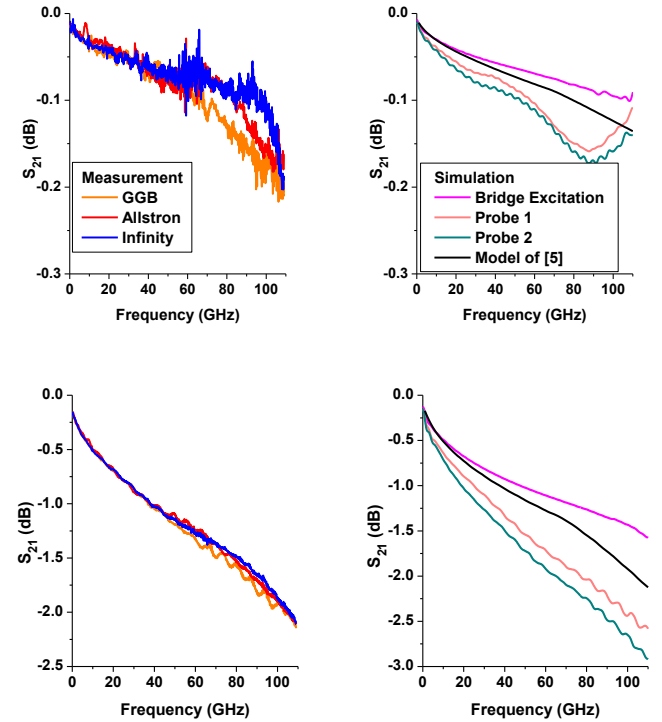 0.0
-0.1
-0.2
-0.3
S21 (dB)
Measurement
GGB
Allstron
Infinity
0 20 40 60 80 100
Frequency (GHz)
0.0
-0.1
-0.2
-0.3
S21 (dB)
Simulation
Bridge Excitation
Probe 1
Probe 2
Model of [5]
0 20 40 60 80 100
Frequency (GHz)
0.0
-0.5
-1.0
-1.5
-2.0
-2.5
S21 (dB)
0 20 40 60 80 100
Frequency (GHz)
0.0
-0.5
-1.0
-1.5
-2.0
-2.5
-3.0
S21 (dB)
0 20 40 60 80 100
Frequency (GHz)